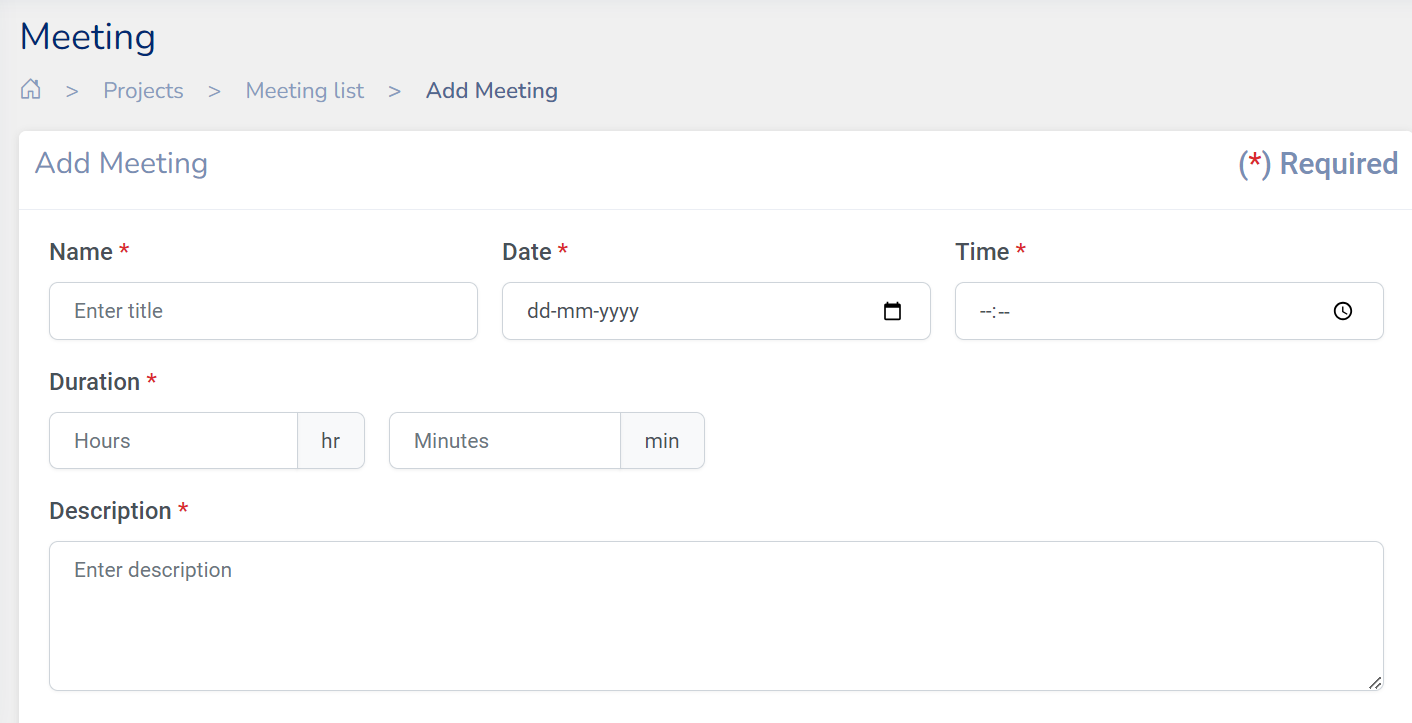 Meeting
> Projects > Meeting list > Add Meeting
Add Meeting (*) Required
Name * Date * Time *
Enter title dd-mm-yyyy --:--
Duration *
Hours hr Minutes min
Description *
Enter description